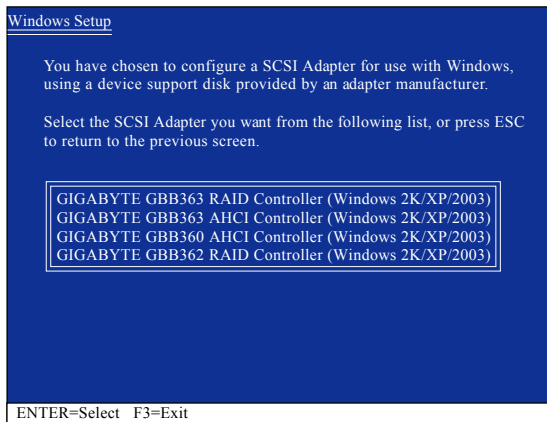 Windows Setup
You have chosen to configure a SCSI Adapter for use with Windows,
using a device support disk provided by an adapter manufacturer.
Select the SCSI Adapter you want from the following list, or press ESC
to return to the previous screen.
GIGABYTE GBB363 RAID Controller (Windows 2K/XP/2003)
GIGABYTE GBB363 AHCI Controller (Windows 2K/XP/2003)
GIGABYTE GBB360 AHCI Controller (Windows 2K/XP/2003)
GIGABYTE GBB362 RAID Controller (Windows 2K/XP/2003)
ENTER=Select F3=Exit